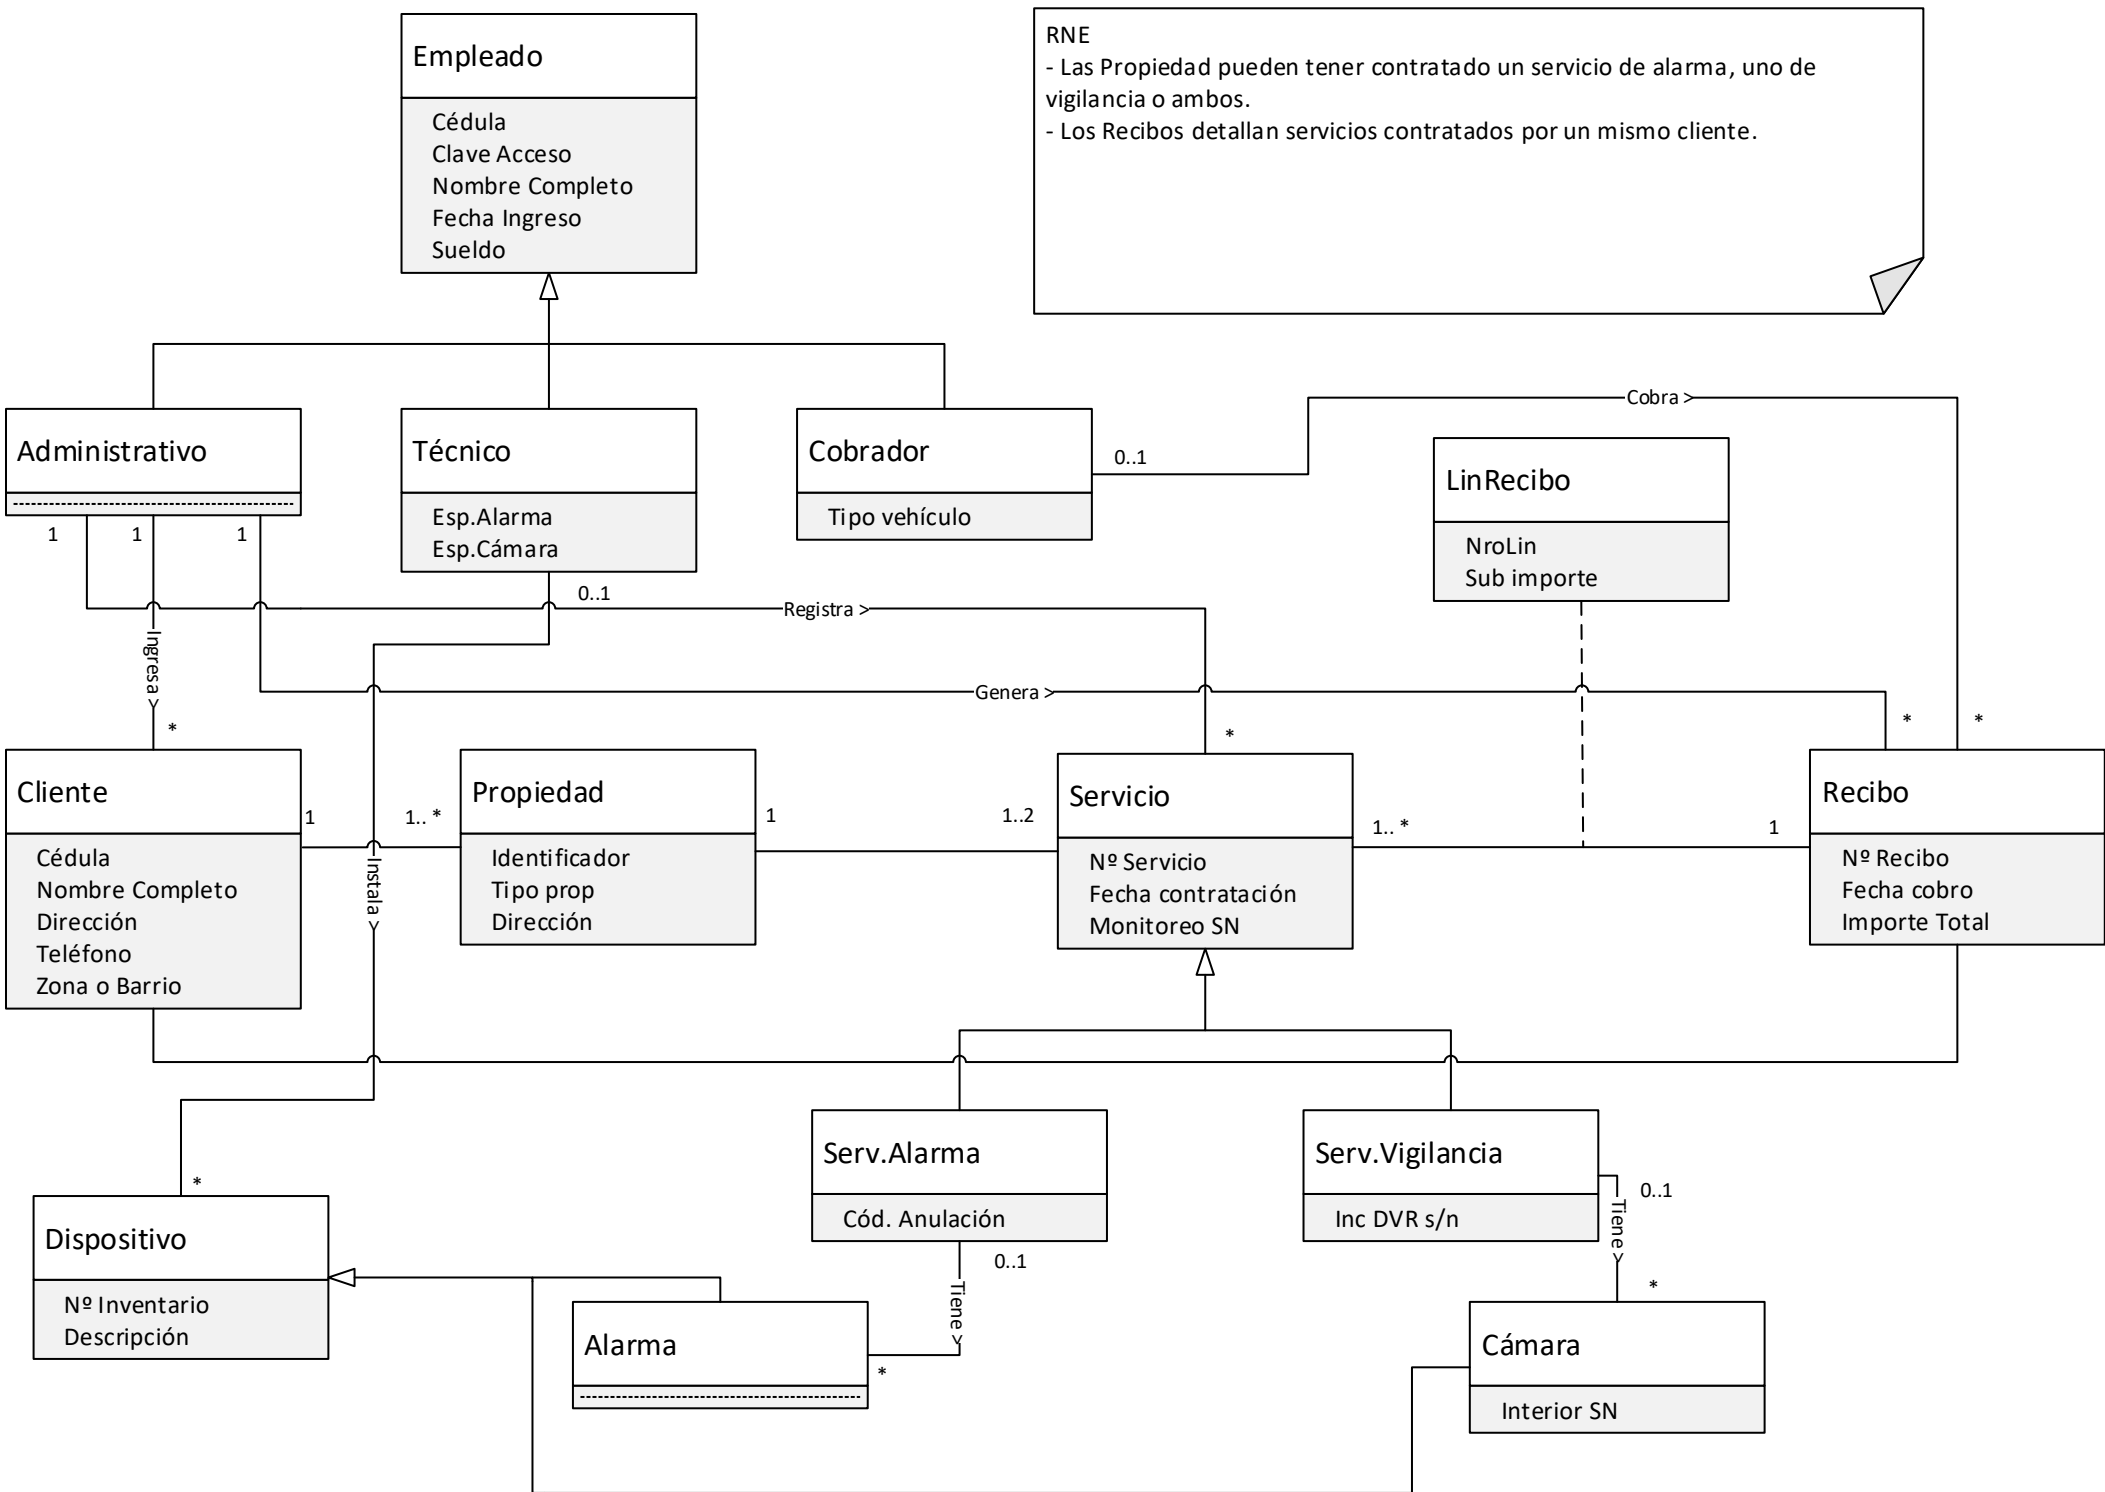 Empleado
Cédula
Clave Acceso
Nombre Completo
Fecha Ingreso
Sueldo
RNE
- Las Propiedad pueden tener contratado un servicio de alarma, uno de
vigilancia o ambos.
- Los Recibos detallan servicios contratados por un mismo cliente.
Administrativo
Técnico
Esp.Alarma
Esp.Cámara
Cobrador
Tipo vehículo
0..1
Cobra >
LinRecibo
NroLin
Sub importe
1
1
1
0..1
Registra >
Ingresa >
Genera >
*
*
*
*
Cliente
Cédula
Nombre Completo
Dirección
Teléfono
Zona o Barrio
1
1.. *
Instala >
Propiedad
Identificador
Tipo prop
Dirección
1
1..2
Servicio
Nº Servicio
Fecha contratación
Monitoreo SN
1.. *
1
Recibo
Nº Recibo
Fecha cobro
Importe Total
*
Dispositivo
Nº Inventario
Descripción
Serv.Alarma
Cód. Anulación
0..1
Tiene >
*
Alarma
Serv.Vigilancia
Inc DVR s/n
0..1
Tiene >
*
Cámara
Interior SN